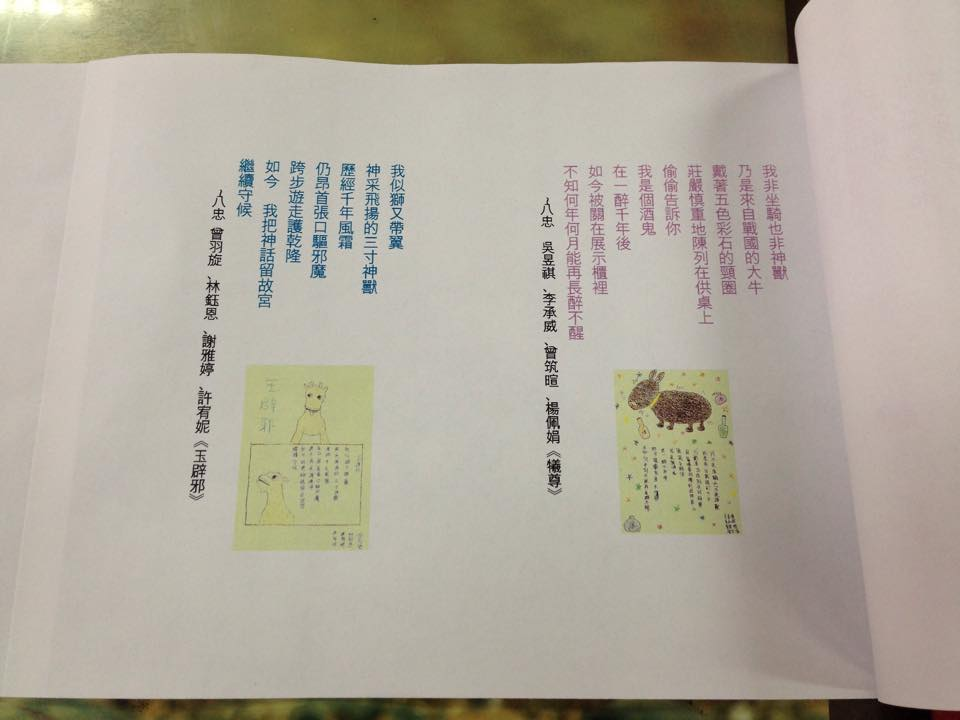 我非坐騎也非神獸
乃是來自戰國的大牛
戴著五色彩石的頸圈
莊嚴慎重地陳列在供桌上
偷偷告訴你
我是個酒鬼
在一醉千年後
如今被關在展示櫃裡
不知何年何月能再長醉不醒
八忠 吳昱祺、李承威、曾筑暄、楊佩娟《犧尊》
我似獅又帶翼
神采飛揚的三寸神獸
歷經千年風霜
仍昂首張口驅邪魔
跨步遊走護乾隆
如今 我把神話留故宮
繼續守候
八忠 曾羽旋、林鈺恩、謝雅婷、許宥妮《玉辟邪》
玉辟邪